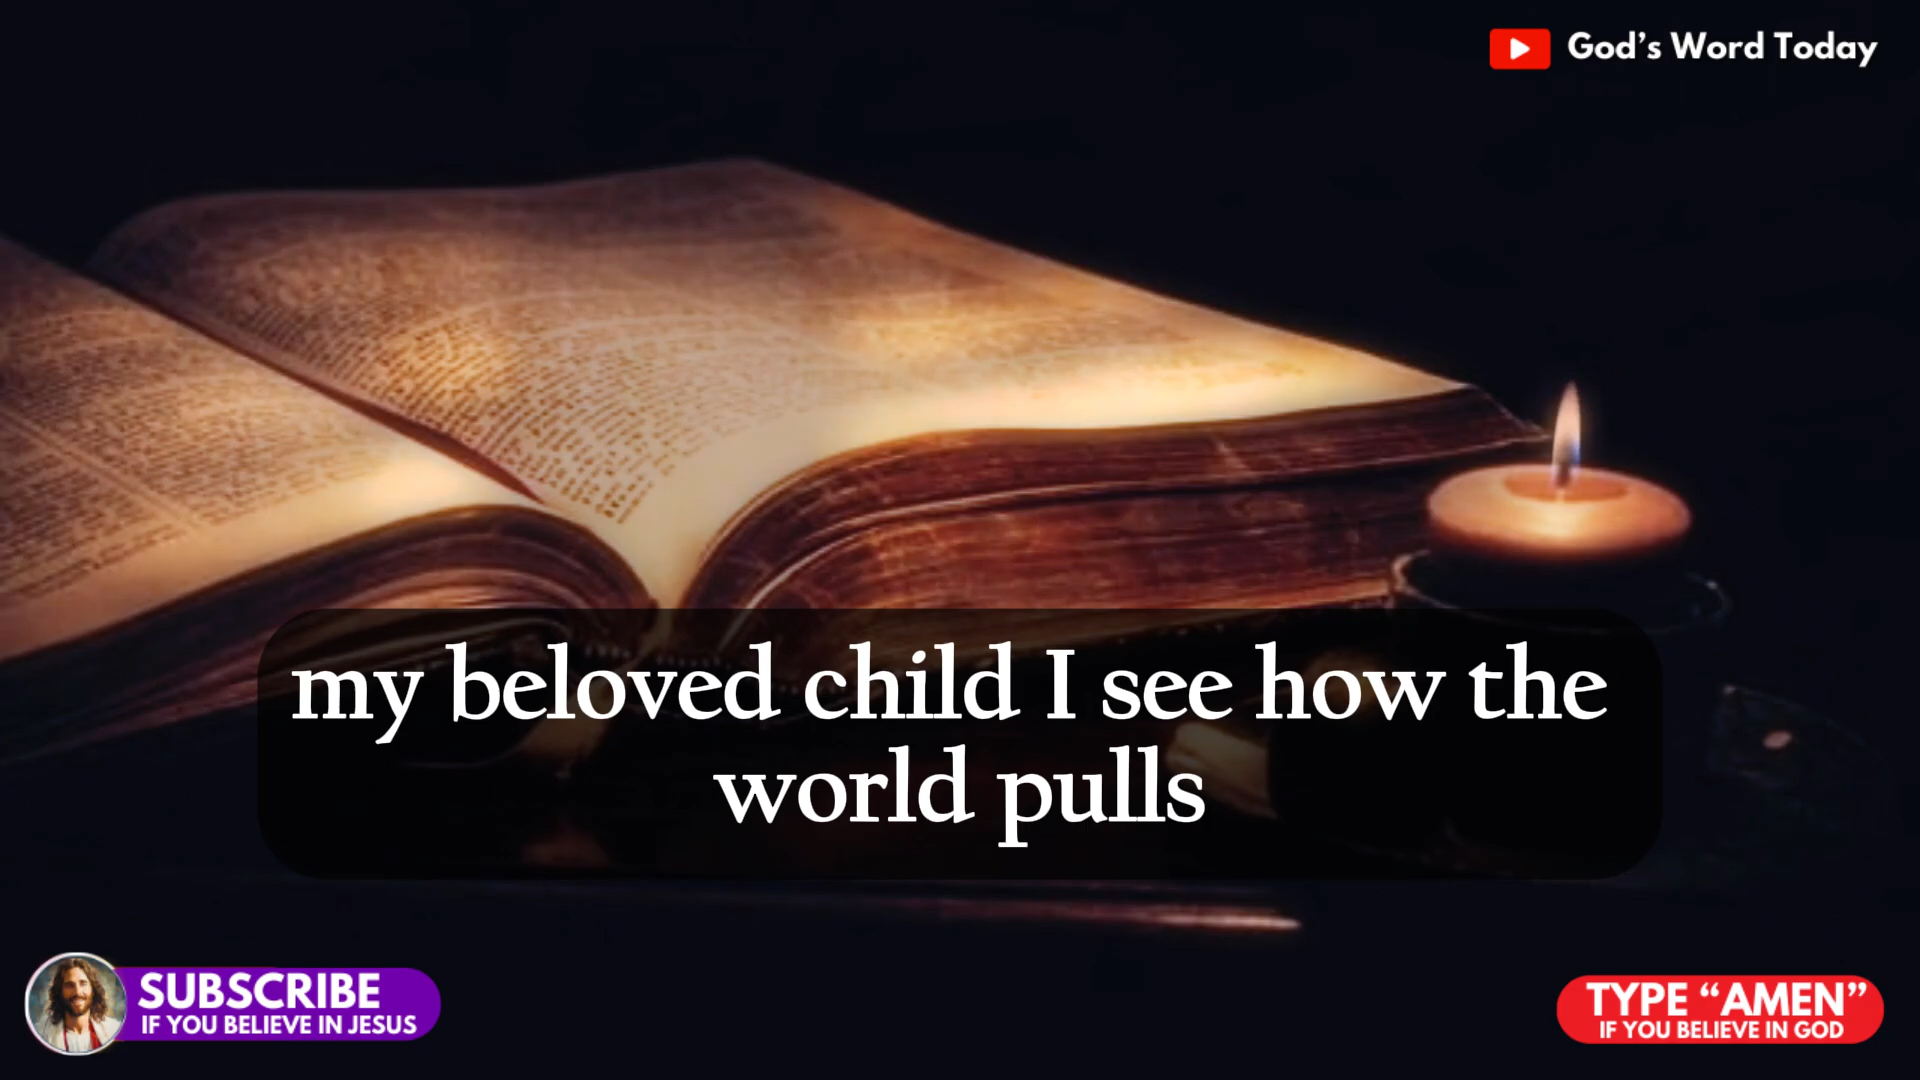 God's Word Today
my beloved child I see how the
world pulls
SUBSCRIBE
IF YOU BELIEVE IN JESUS
TYPE “AMEN”
IF YOU BELIEVE IN GOD